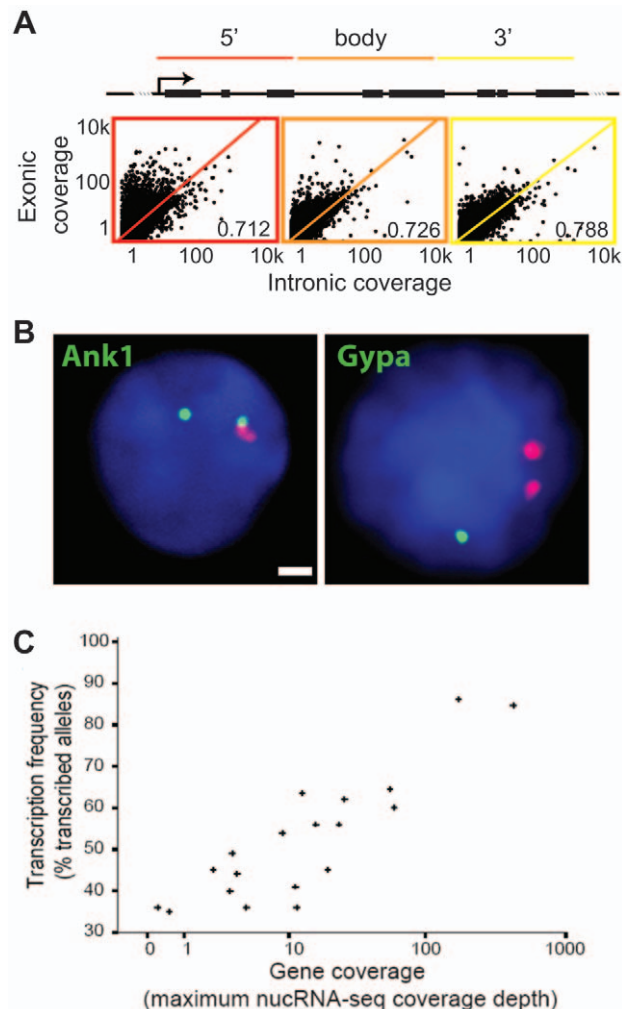 A
5’ body 3’
10k
100
1
Exonic
coverage
0.712 0.726 0.788
1 100 10k 1 100 10k 1 100 10k
Intronic coverage
B
Ank1 Gypa
C
100
90
80
70
60
50
40
30
Transcription frequency
(% transcribed alleles)
0 1 10 100 1000
Gene coverage
(maximum nucRNA-seq coverage depth)